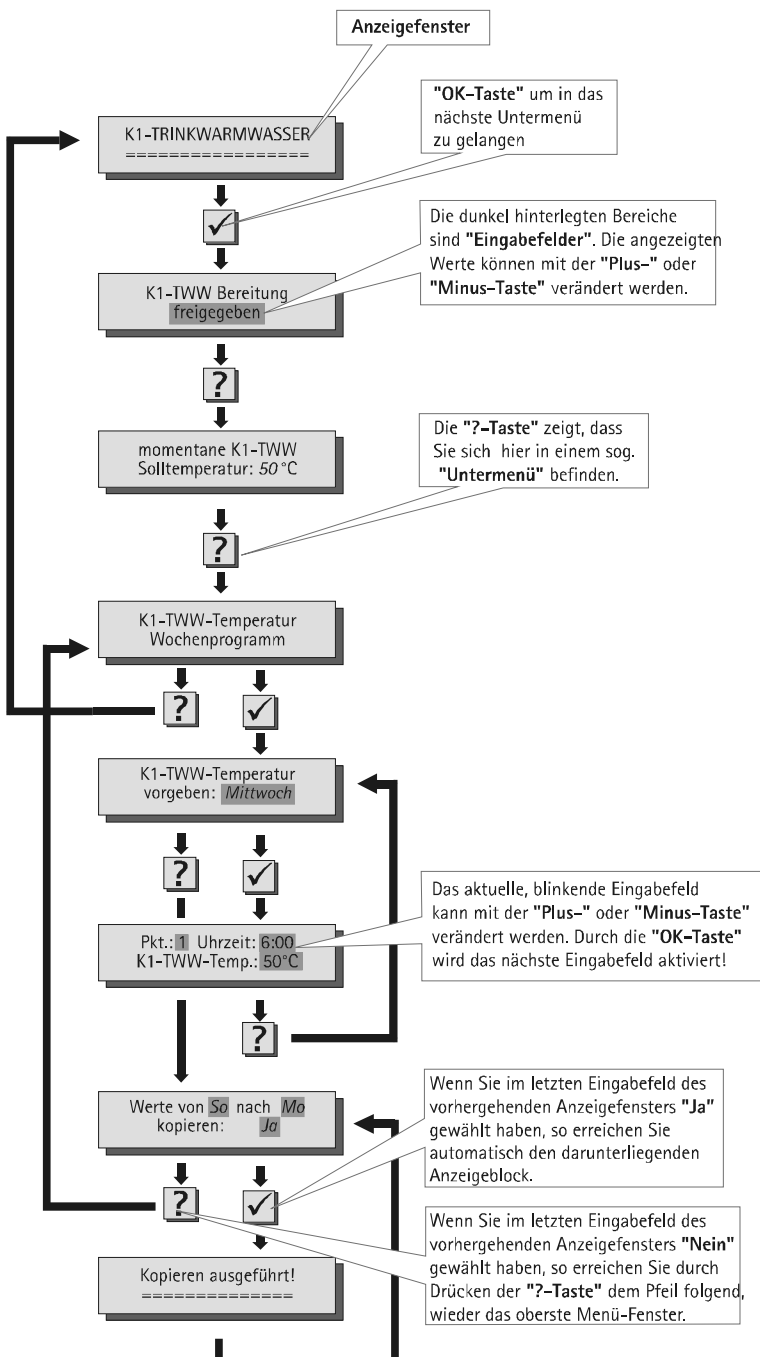 Anzeigefenster
"OK-Taste" um in das
nächste Untermenü
zu gelangen
K1-TRINKWARMWASSER
=================
✓
Die dunkel hinterlegten Bereiche
sind "Eingabefelder". Die angezeigten
Werte können mit der "Plus-" oder
"Minus-Taste" verändert werden.
K1-TWW Bereitung
freigegeben
?
momentane K1-TWW
Solltemperatur: 50°C
Die "?-Taste" zeigt, dass
Sie sich hier in einem sog.
"Untermenü" befinden.
?
K1-TWW-Temperatur
Wochenprogramm
? ✓
K1-TWW-Temperatur
vorgeben: Mittwoch
? ✓
Pkt.: 1 Uhrzeit: 6:00
K1-TWW-Temp.: 50°C
Das aktuelle, blinkende Eingabefeld
kann mit der "Plus-" oder "Minus-Taste"
verändert werden. Durch die "OK-Taste"
wird das nächste Eingabefeld aktiviert!
?
Werte von So nach Mo
kopieren: Ja
Wenn Sie im letzten Eingabefeld des
vorhergehenden Anzeigefensters "Ja"
gewählt haben, so erreichen Sie
automatisch den darunterliegenden
Anzeigeblock.
? ✓
Wenn Sie im letzten Eingabefeld des
vorhergehenden Anzeigefensters "Nein"
gewählt haben, so erreichen Sie durch
Drücken der "?-Taste" dem Pfeil folgend,
wieder das oberste Menü-Fenster.
Kopieren ausgeführt!
==============